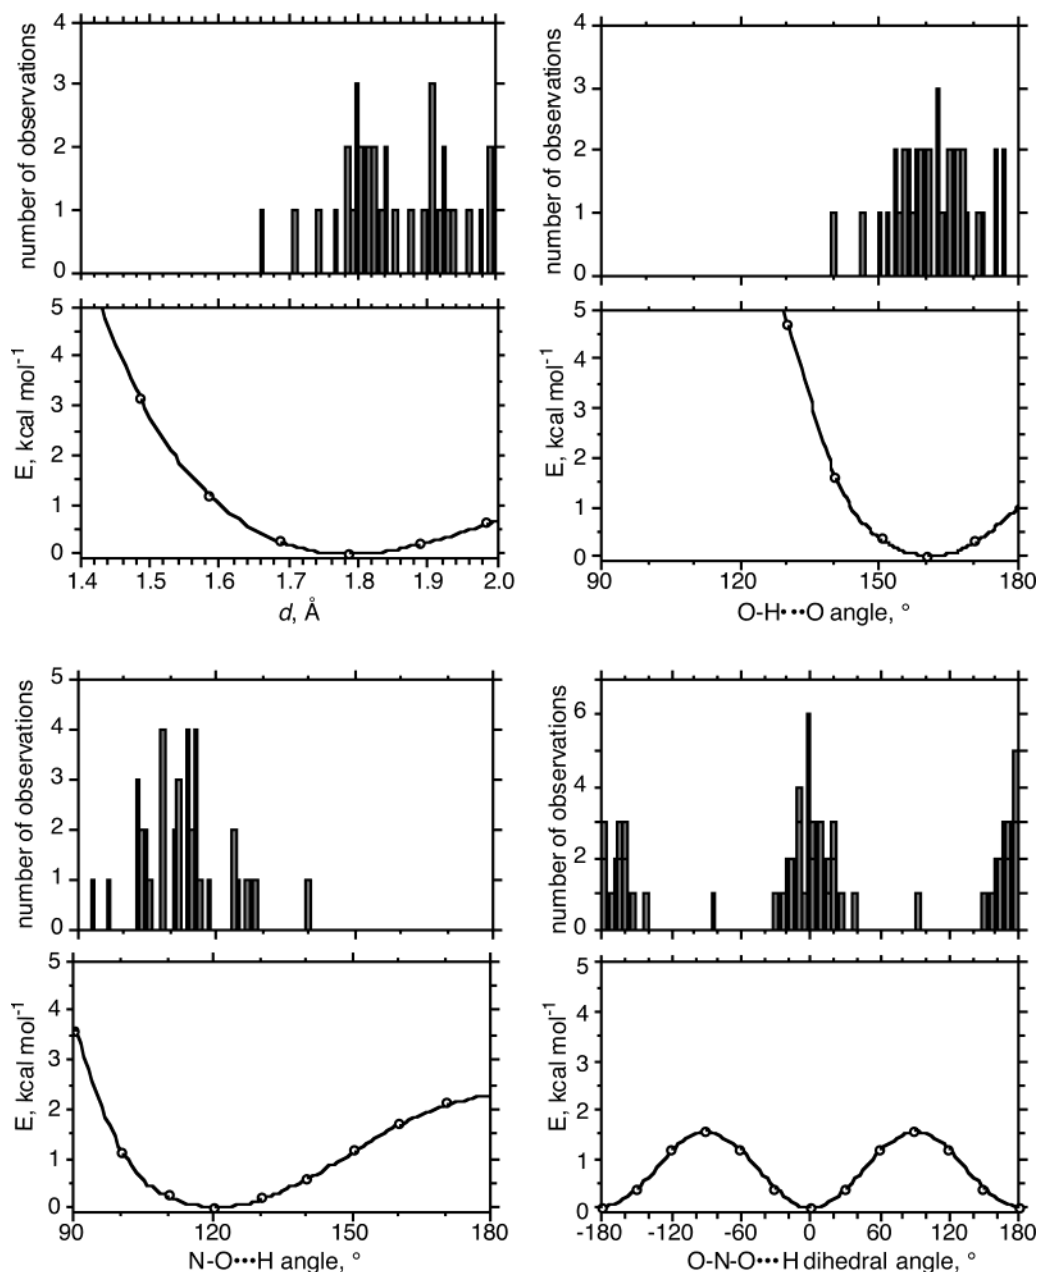 number of observations
4
3
2
1
0
E, kcal mol⁻¹
5
4
3
2
1
0
1.4 1.5 1.6 1.7 1.8 1.9 2.0
d, Å
number of observations
4
3
2
1
0
E, kcal mol⁻¹
5
4
3
2
1
0
90 120 150 180
O-H•••O angle, °
number of observations
5
4
3
2
1
0
E, kcal mol⁻¹
5
4
3
2
1
0
90 120 150 180
N-O•••H angle, °
number of observations
6
4
2
0
E, kcal mol⁻¹
5
4
3
2
1
0
-180 -120 -60 0 60 120 180
O-N-O•••H dihedral angle, °